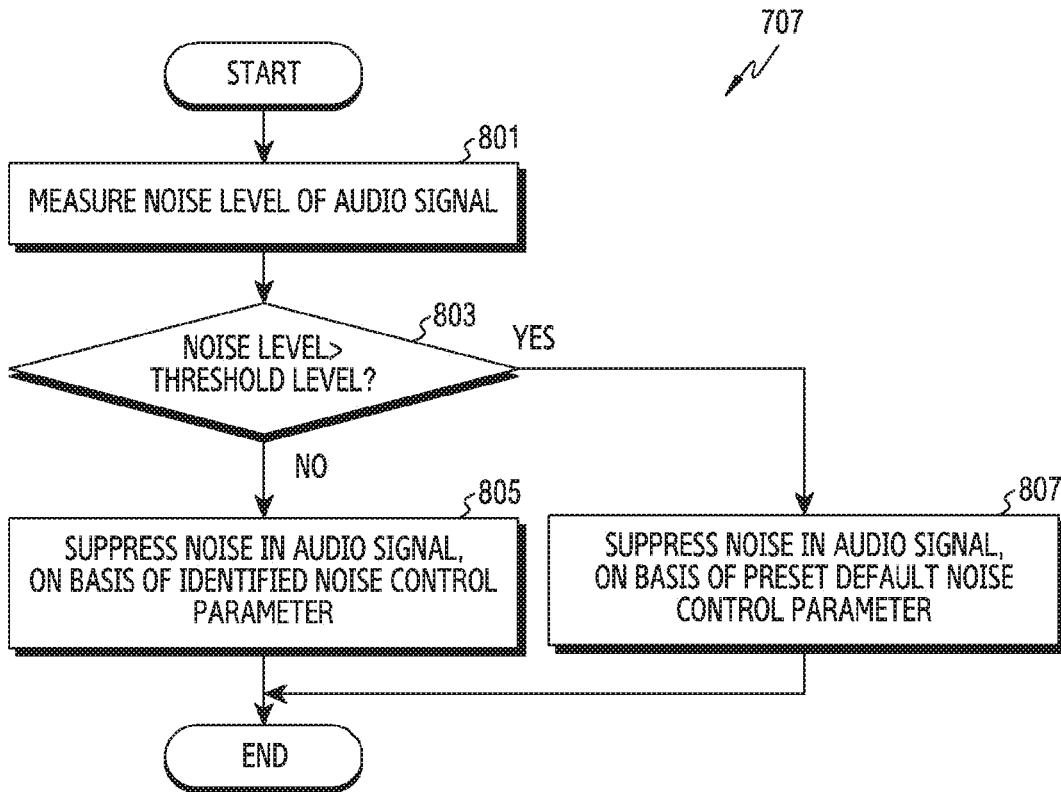 707
START
801
MEASURE NOISE LEVEL OF AUDIO SIGNAL
803
NOISE LEVEL>
THRESHOLD LEVEL?
YES
NO
805
SUPPRESS NOISE IN AUDIO SIGNAL,
ON BASIS OF IDENTIFIED NOISE CONTROL
PARAMETER
807
SUPPRESS NOISE IN AUDIO SIGNAL,
ON BASIS OF PRESET DEFAULT NOISE
CONTROL PARAMETER
END